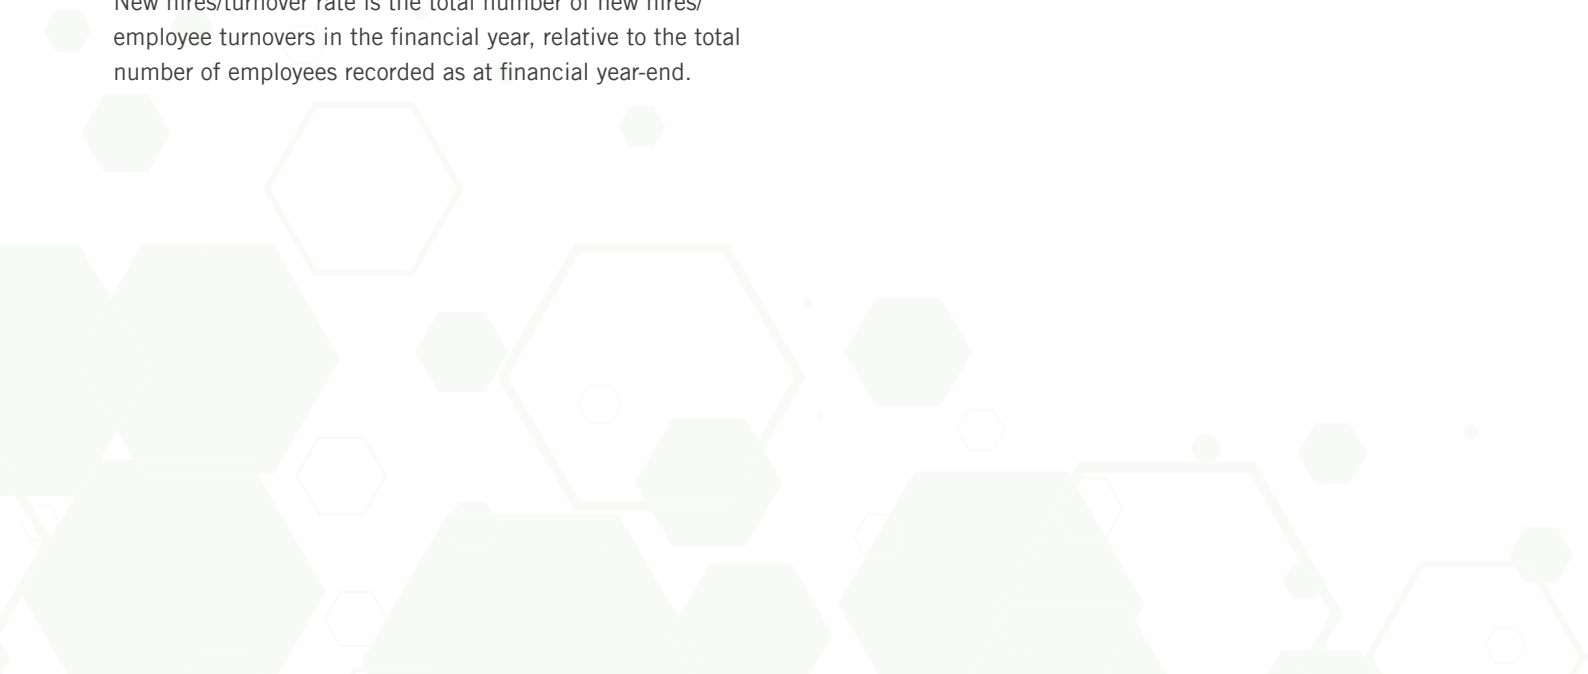 New hires/turnover rate is the total number of new hires/
employee turnovers in the financial year, relative to the total
number of employees recorded as at financial year-end.